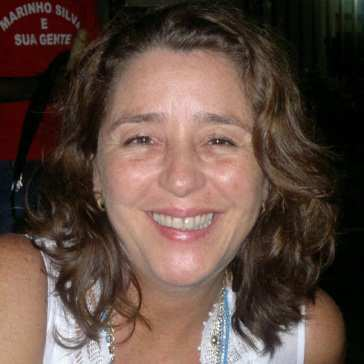 MARINHO SILVA
E
SUA GENTE